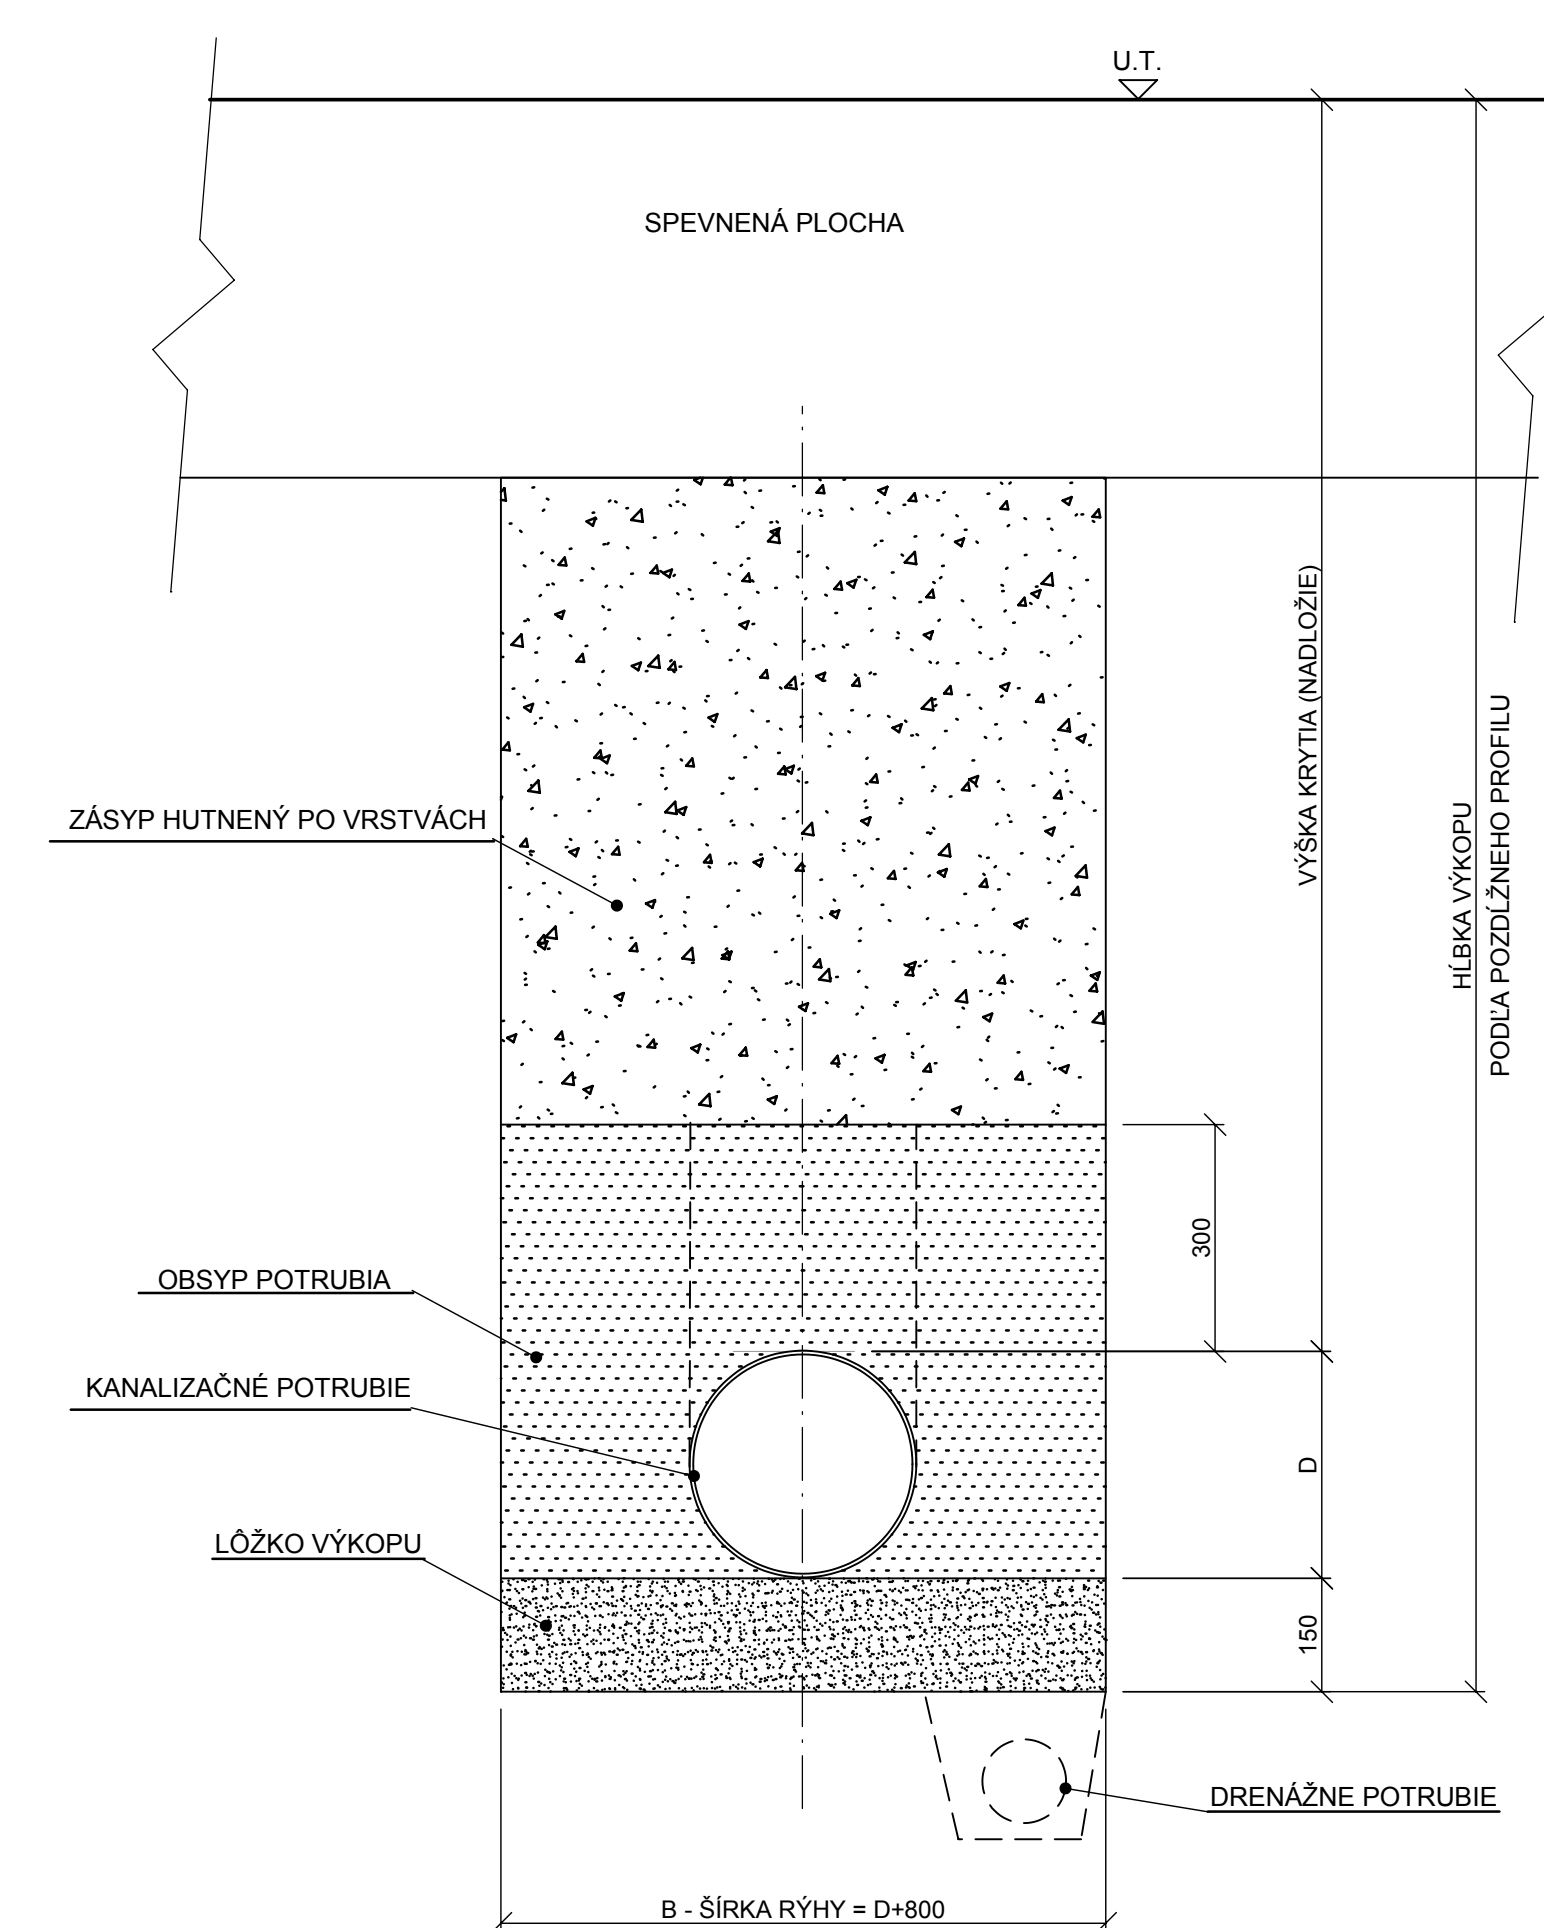 U.T.
SPEVNENÁ PLOCHA
VÝŠKA KRYTIA (NADLOŽIE)
HĹBKA VÝKOPU
PODĽA POZDĹŽNEHO PROFILU
ZÁSYP HUTNENÝ PO VRSTVÁCH
300
OBSYP POTRUBIA
KANALIZAČNÉ POTRUBIE
D
LÔŽKO VÝKOPU
150
DRENÁŽNE POTRUBIE
B - ŠÍRKA RÝHY = D+800